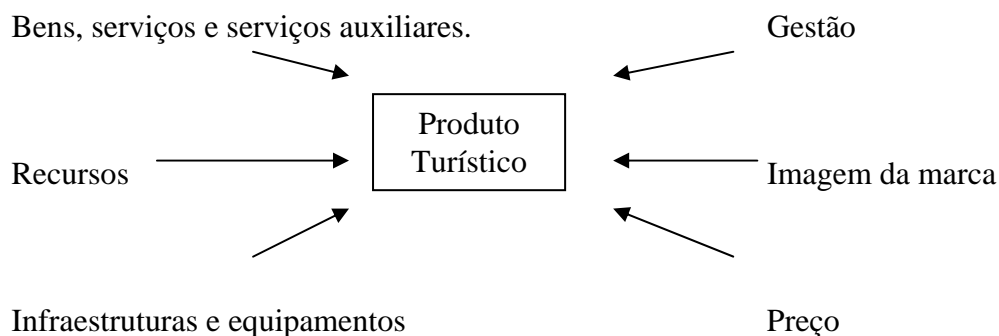 Bens, serviços e serviços auxiliares.
Gestão
Produto
Turístico
Recursos
Imagem da marca
Infraestruturas e equipamentos
Preço